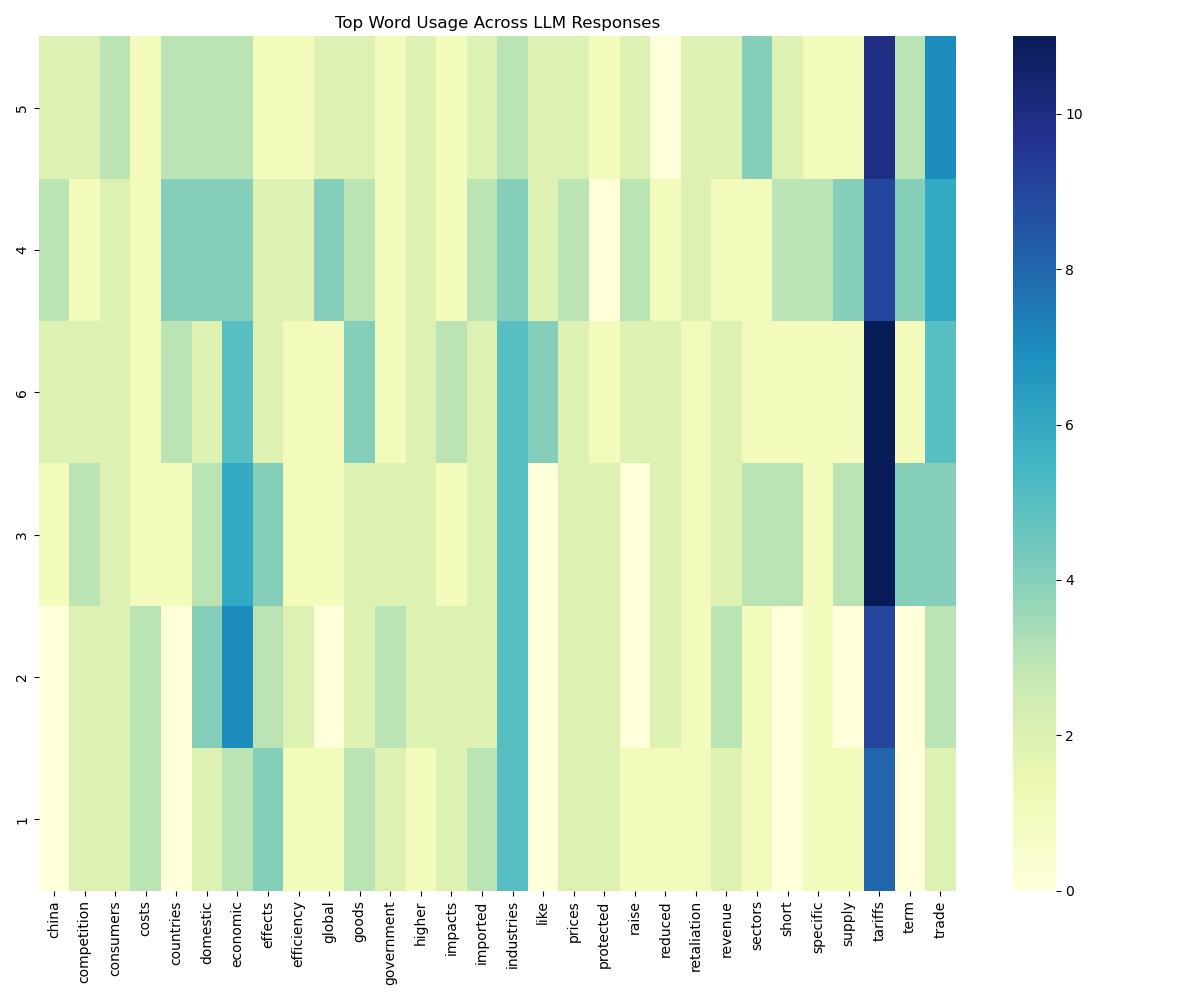 Top Word Usage Across LLM Responses
5
4
6
3
2
1
china
competition
consumers
costs
countries
domestic
economic
effects
efficiency
global
goods
government
higher
impacts
imported
industries
like
prices
protected
raise
reduced
retaliation
revenue
sectors
short
specific
supply
tariffs
term
trade
10
8
6
4
2
0